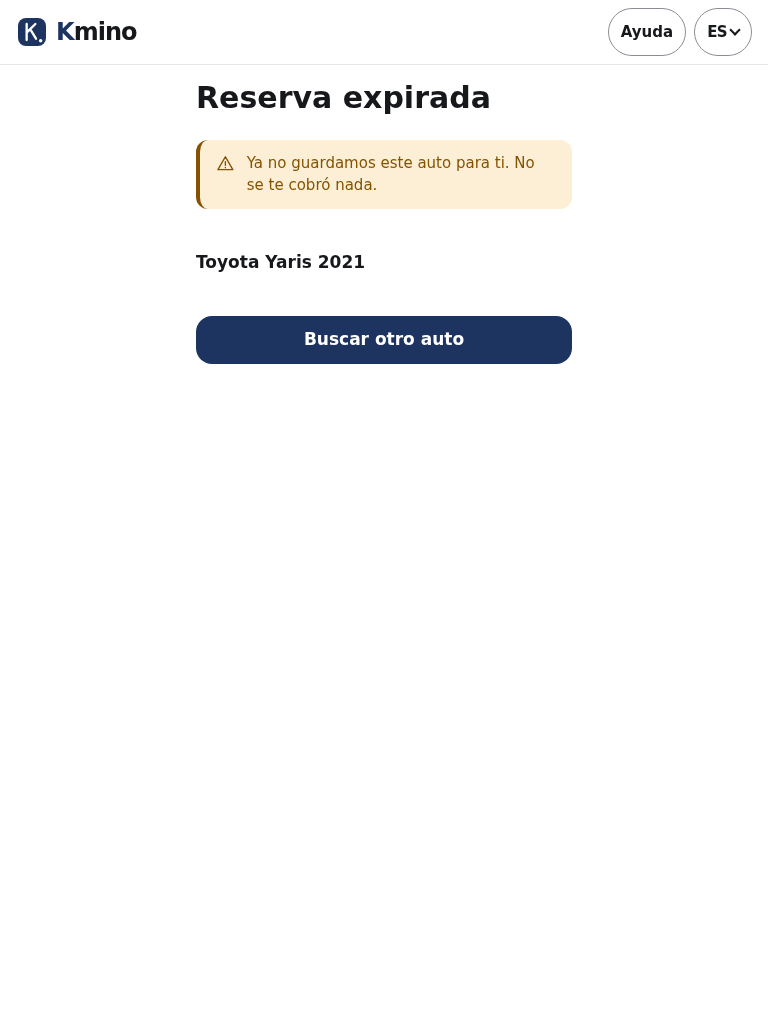 Kmino
Ayuda
ES
Reserva expirada
Ya no guardamos este auto para ti. No
se te cobró nada.
Toyota Yaris 2021
Buscar otro auto